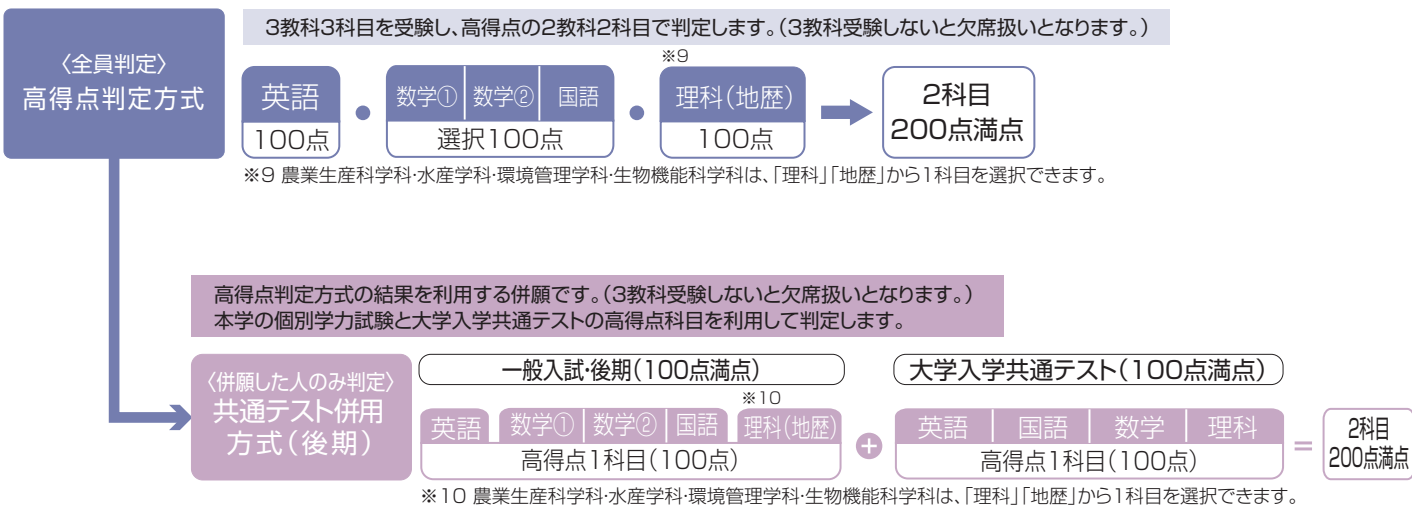 3教科3科目を受験し、高得点の2教科2科目で判定します。(3教科受験しないと欠席扱いとなります。)
〈全員判定〉
高得点判定方式
※9
英語 ・ 数学① 数学② 国語 ・ 理科(地歴)
100点 選択100点 100点
2科目
200点満点
※9 農業生産科学科・水産学科・環境管理学科・生物機能科学科は、「理科」「地歴」から1科目を選択できます。
高得点判定方式の結果を利用する併願です。(3教科受験しないと欠席扱いとなります。)
本学の個別学力試験と大学入学共通テストの高得点科目を利用して判定します。
〈併願した人のみ判定〉
共通テスト併用
方式(後期)
一般入試・後期(100点満点)
※10
英語 数学① 数学② 国語 理科(地歴)
高得点1科目(100点)
+
大学入学共通テスト(100点満点)
英語 国語 数学 理科
高得点1科目(100点)
=
2科目
200点満点
※10 農業生産科学科・水産学科・環境管理学科・生物機能科学科は、「理科」「地歴」から1科目を選択できます。